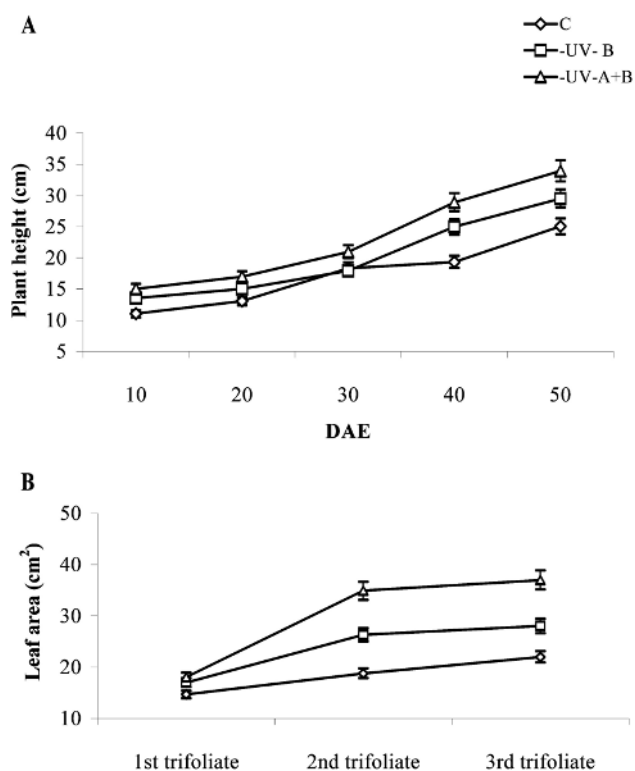 A
C
-UV- B
-UV-A+B
Plant height (cm)
40
35
30
25
20
15
10
5
10 20 30 40 50
DAE
B
Leaf area (cm²)
50
40
30
20
10
1st trifoliate 2nd trifoliate 3rd trifoliate